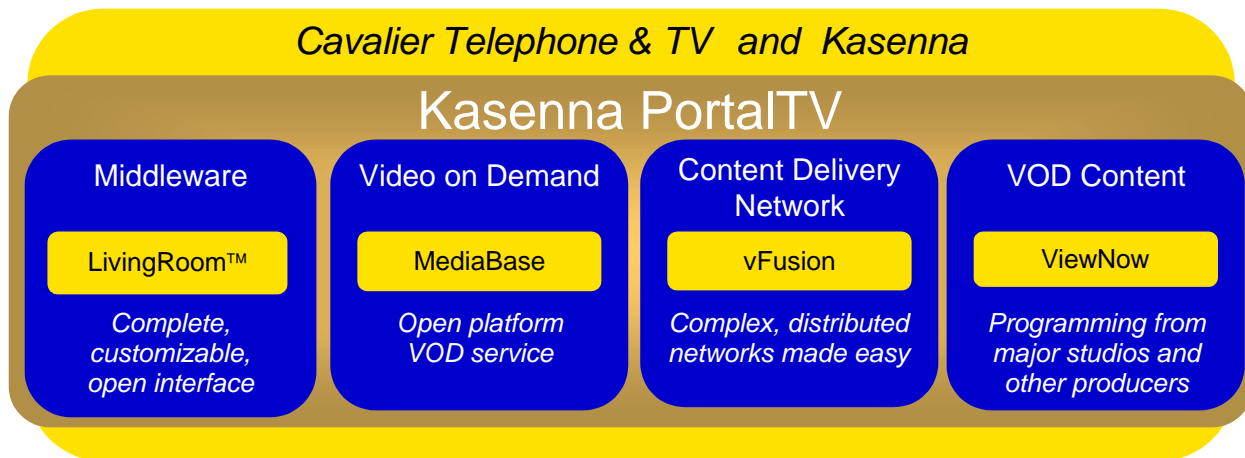 Cavalier Telephone & TV and Kasenna
Kasenna PortalTV
Middleware
LivingRoom™
Complete,
customizable,
open interface
Video on Demand
MediaBase
Open platform
VOD service
Content Delivery
Network
vFusion
Complex, distributed
networks made easy
VOD Content
ViewNow
Programming from
major studios and
other producers